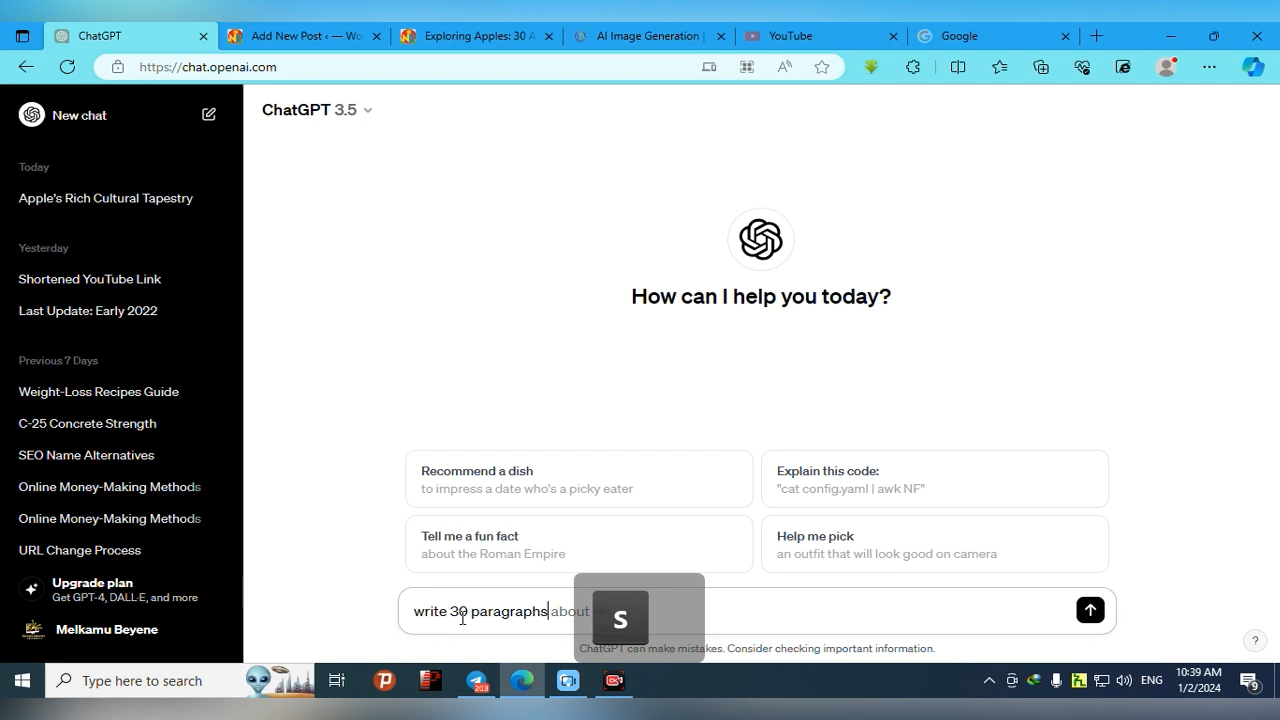 ChatGPT
Add New Post ‹ — Wo
Exploring Apples: 30 A
AI Image Generation |
YouTube
Google
https://chat.openai.com
New chat
ChatGPT 3.5
Today
Apple's Rich Cultural Tapestry
Yesterday
Shortened YouTube Link
Last Update: Early 2022
How can I help you today?
Previous 7 Days
Weight-Loss Recipes Guide
C-25 Concrete Strength
SEO Name Alternatives
Online Money-Making Methods
Online Money-Making Methods
URL Change Process
Upgrade plan
Get GPT-4, DALL·E, and more
Melkamu Beyene
Recommend a dish
to impress a date who's a picky eater
Explain this code:
"cat config.yaml | awk NF"
Tell me a fun fact
about the Roman Empire
Help me pick
an outfit that will look good on camera
write 30 paragraphs about
s
ChatGPT can make mistakes. Consider checking important information.
?
Type here to search
203
ENG
10:39 AM
1/2/2024
9